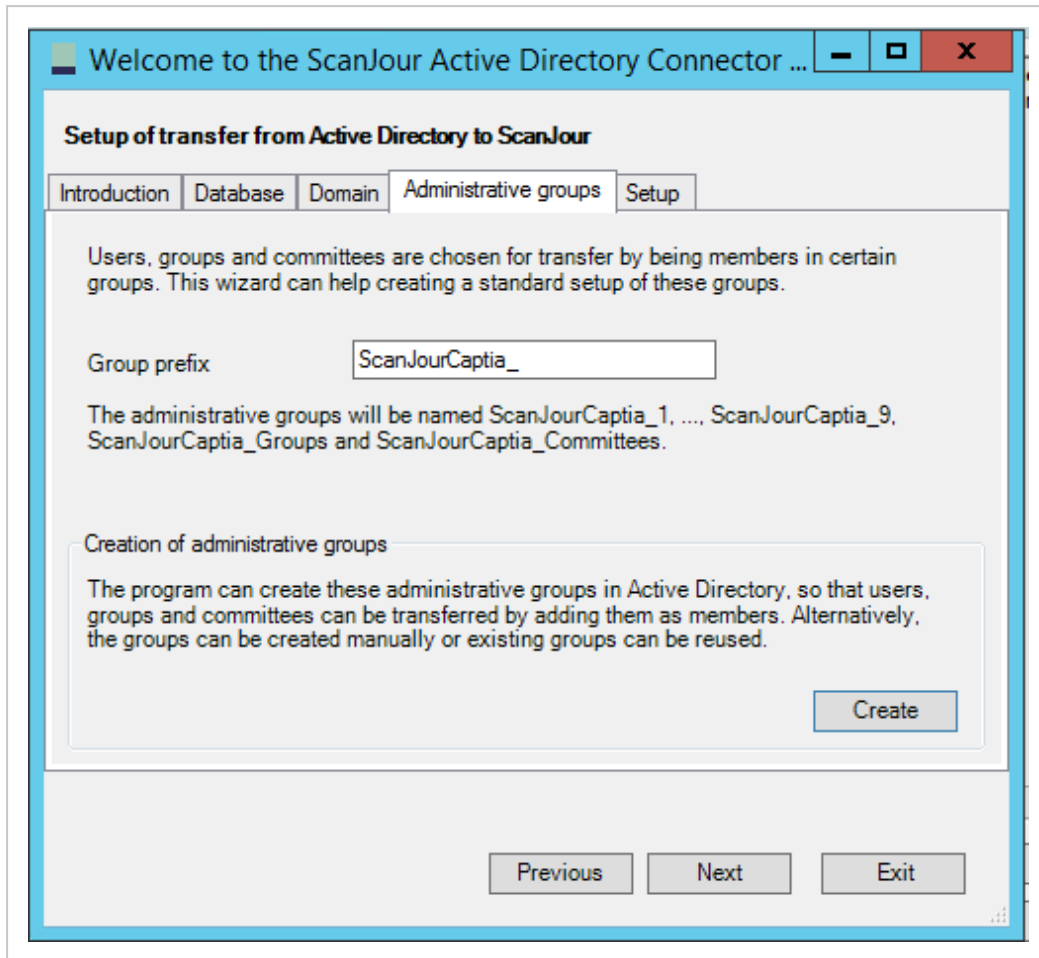 Welcome to the ScanJour Active Directory Connector ...
Setup of transfer from Active Directory to ScanJour
Introduction Database Domain Administrative groups Setup
Users, groups and committees are chosen for transfer by being members in certain
groups. This wizard can help creating a standard setup of these groups.
Group prefix ScanJourCaptia_
The administrative groups will be named ScanJourCaptia_1, ..., ScanJourCaptia_9,
ScanJourCaptia_Groups and ScanJourCaptia_Committees.
Creation of administrative groups
The program can create these administrative groups in Active Directory, so that users,
groups and committees can be transferred by adding them as members. Alternatively,
the groups can be created manually or existing groups can be reused.
Create
Previous Next Exit